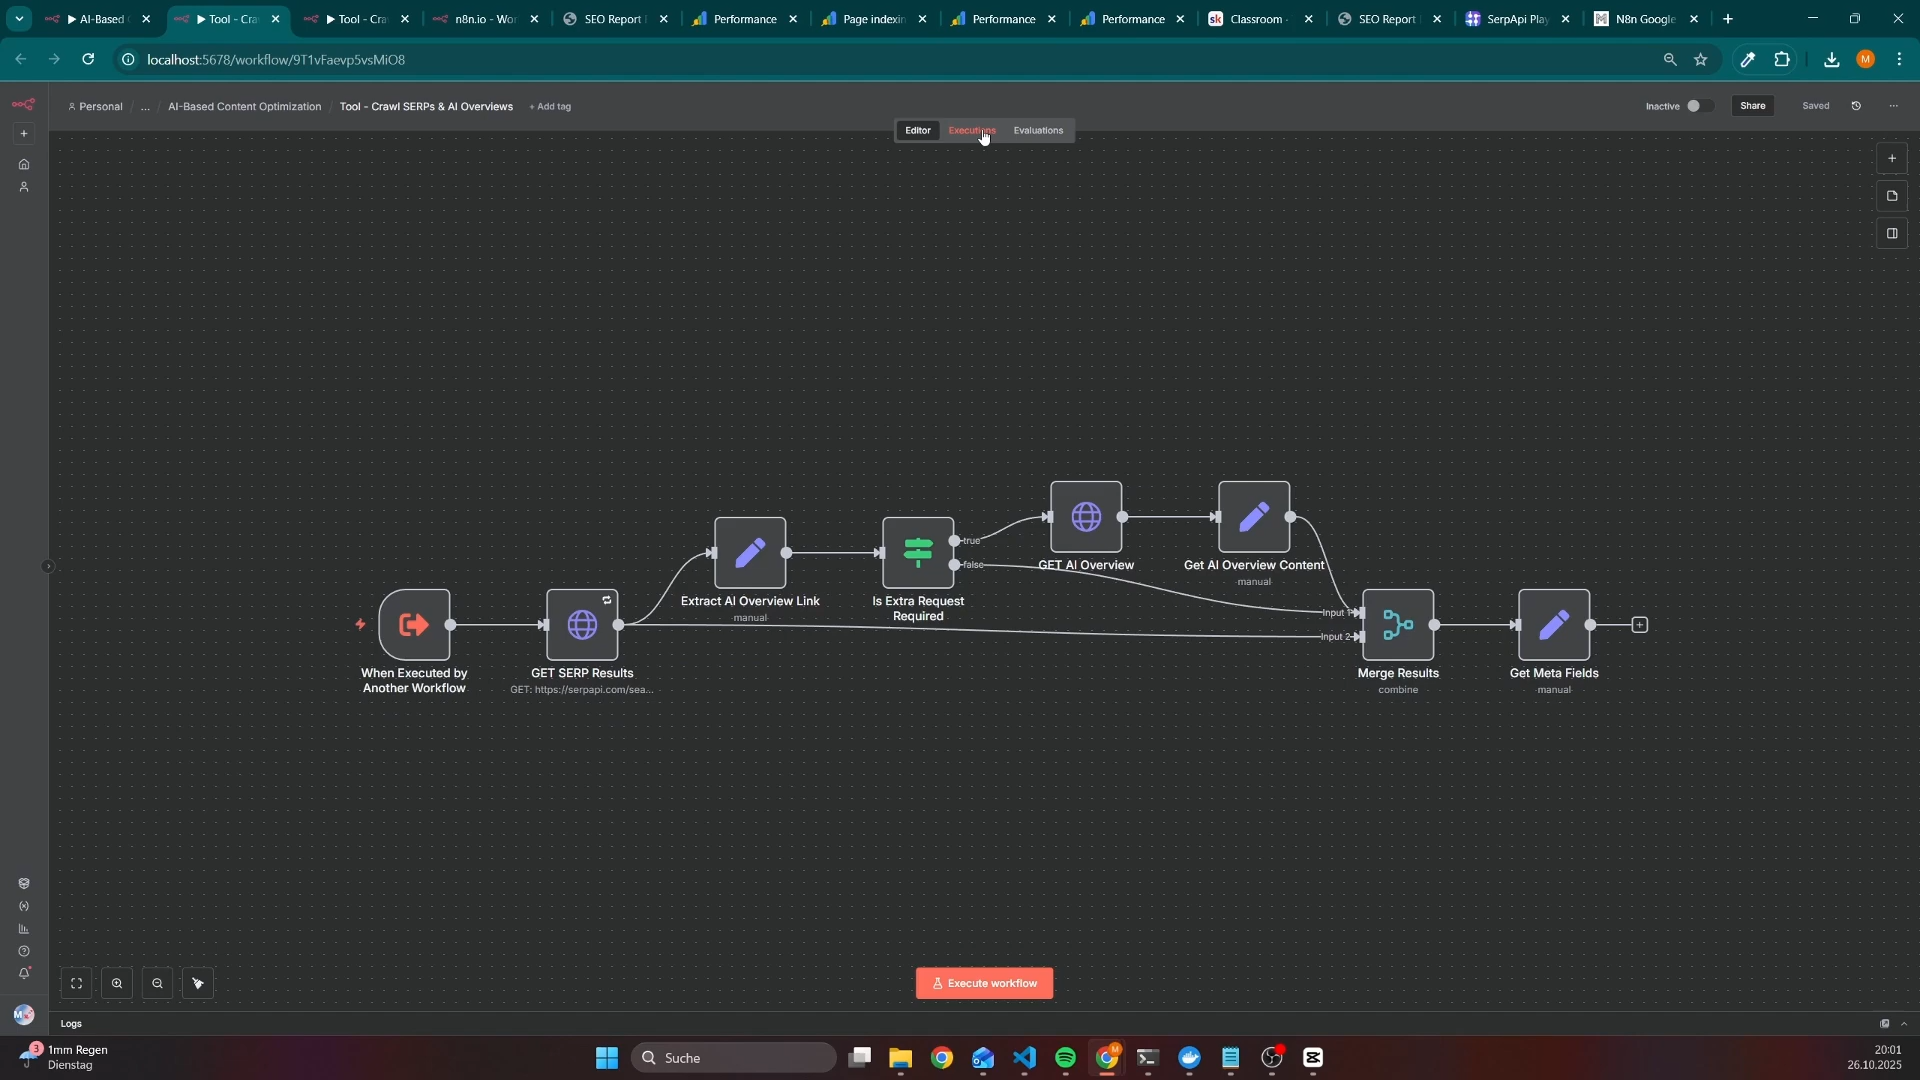 AI-Based
Tool - Cra
Tool - Cra
n8n.io - Wor
SEO Report
Performance
Page indexin
Performance
Performance
sk
Classroom -
SEO Report
SerpApi Play
N8n Google
localhost:5678/workflow/9T1vFaevp5vsMiO8
M
Personal / ... / AI-Based Content Optimization / Tool - Crawl SERPs & AI Overviews + Add tag
Inactive
Share
Saved
Editor
Executions
Evaluations
true
false
GET AI Overview
Get AI Overview Content
manual
Extract AI Overview Link
manual
Is Extra Request
Required
Input 1
Input 2
When Executed by
Another Workflow
GET SERP Results
GET: https://serpapi.com/sea...
Merge Results
combine
Get Meta Fields
manual
Execute workflow
Logs
3
1mm Regen
Dienstag
Suche
M
20:01
26.10.2025